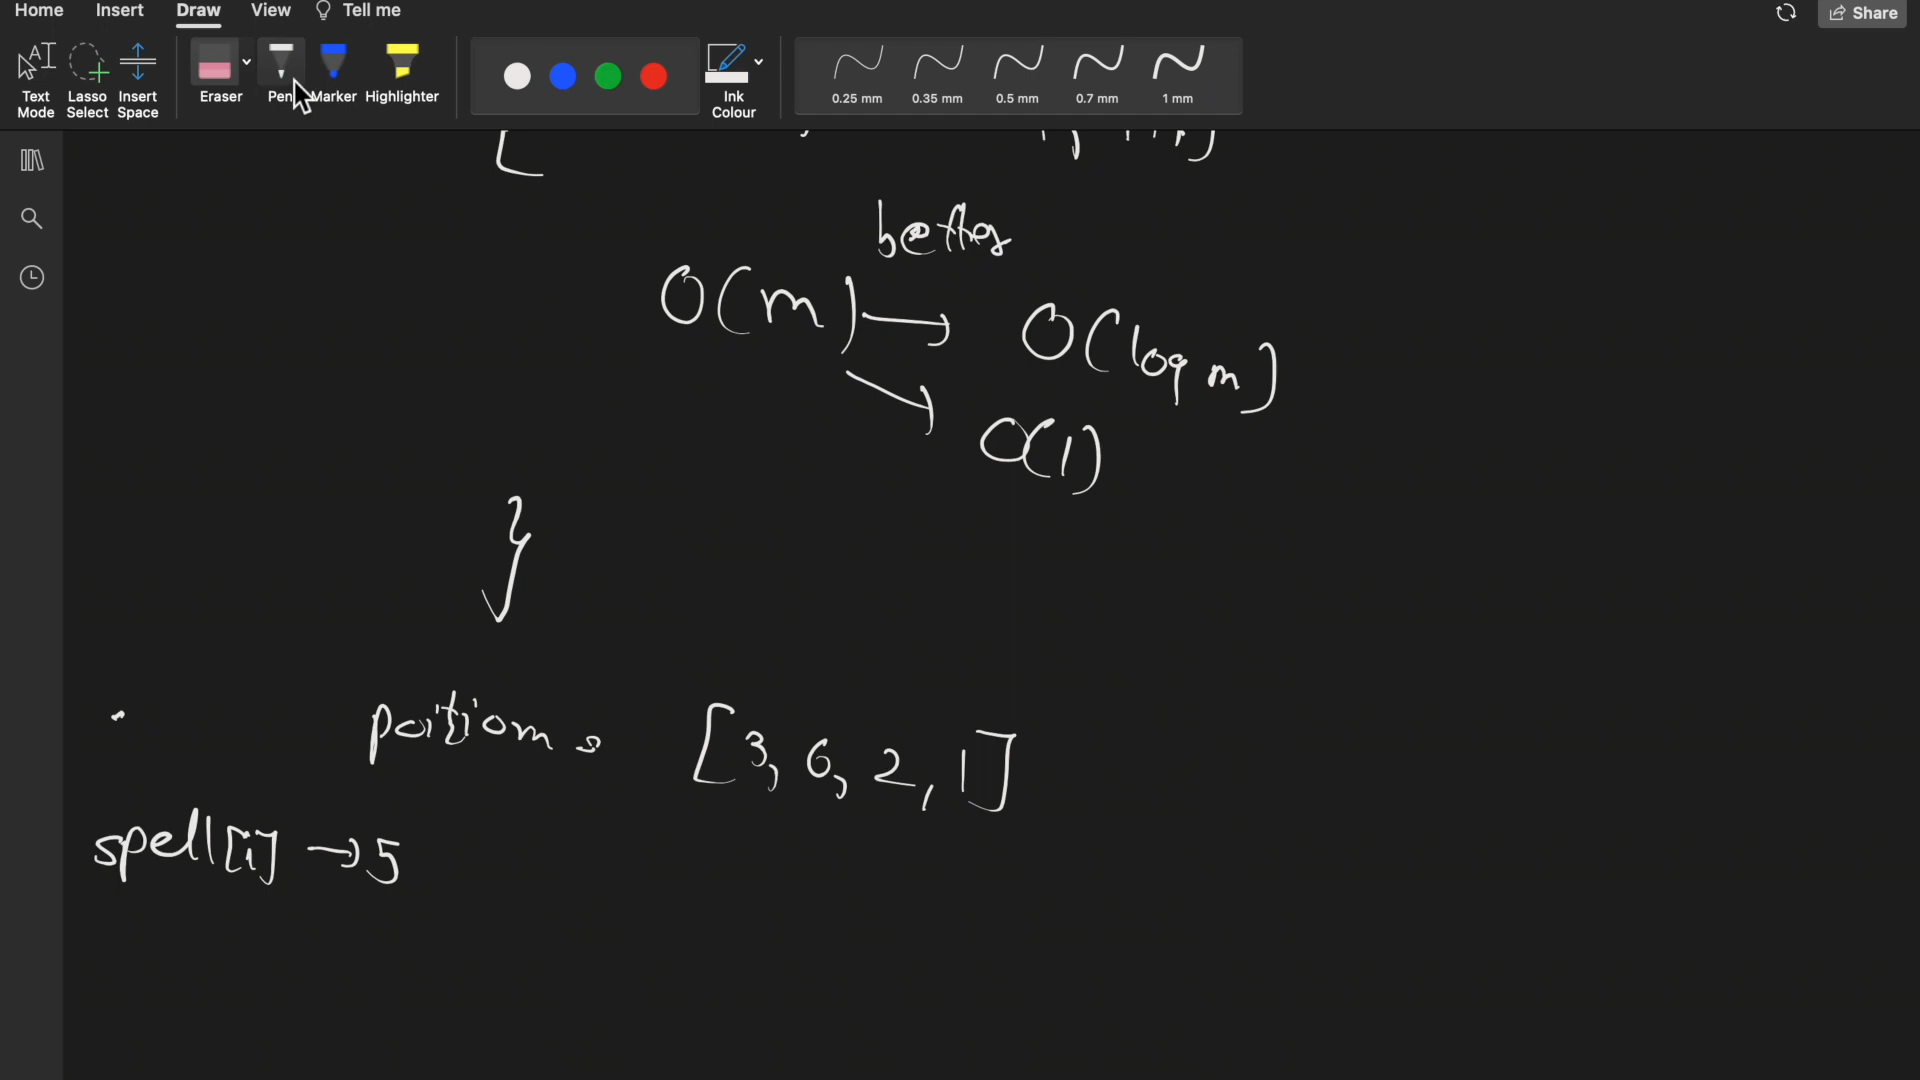 Home Insert Draw View Tell me Share
Text Mode
Lasso Select
Insert Space
Eraser
Pen
Marker
Highlighter
Ink Colour
0.25 mm
0.35 mm
0.5 mm
0.7 mm
1 mm
better
O(m) → O(log m)
O(1)
}
potions [3, 6, 2, 1]
spell[i] → 5